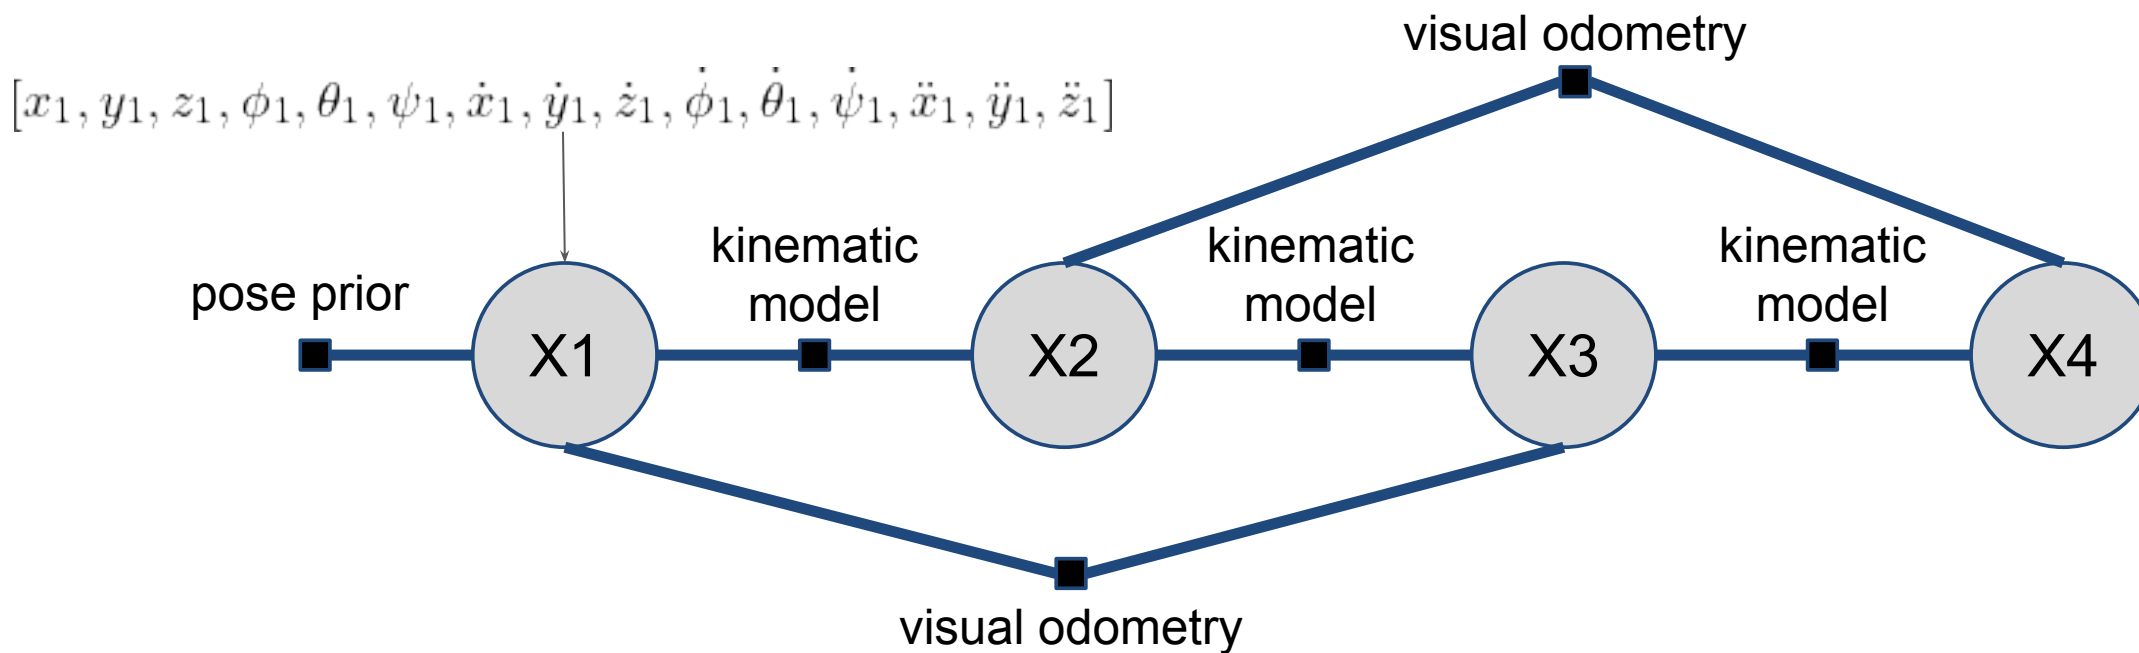 visual odometry
[x₁, y₁, z₁, ϕ₁, θ₁, ψ₁, ẋ₁, ẏ₁, ż₁, ϕ̇₁, θ̇₁, ψ̇₁, ẍ₁, ÿ₁, z̈₁]
pose prior
kinematic
model
kinematic
model
kinematic
model
X1
X2
X3
X4
visual odometry